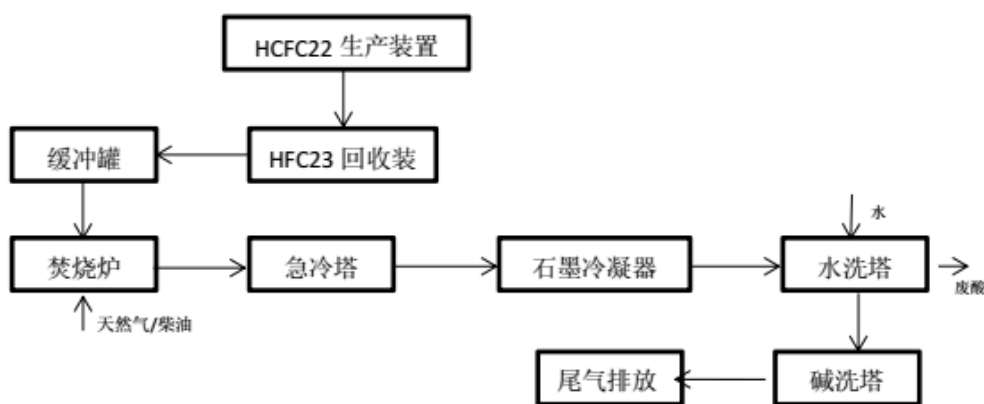 HCFC22 生产装置
缓冲罐
HFC23 回收装
水
焚烧炉
急冷塔
石墨冷凝器
水洗塔
废酸
天然气/柴油
尾气排放
碱洗塔